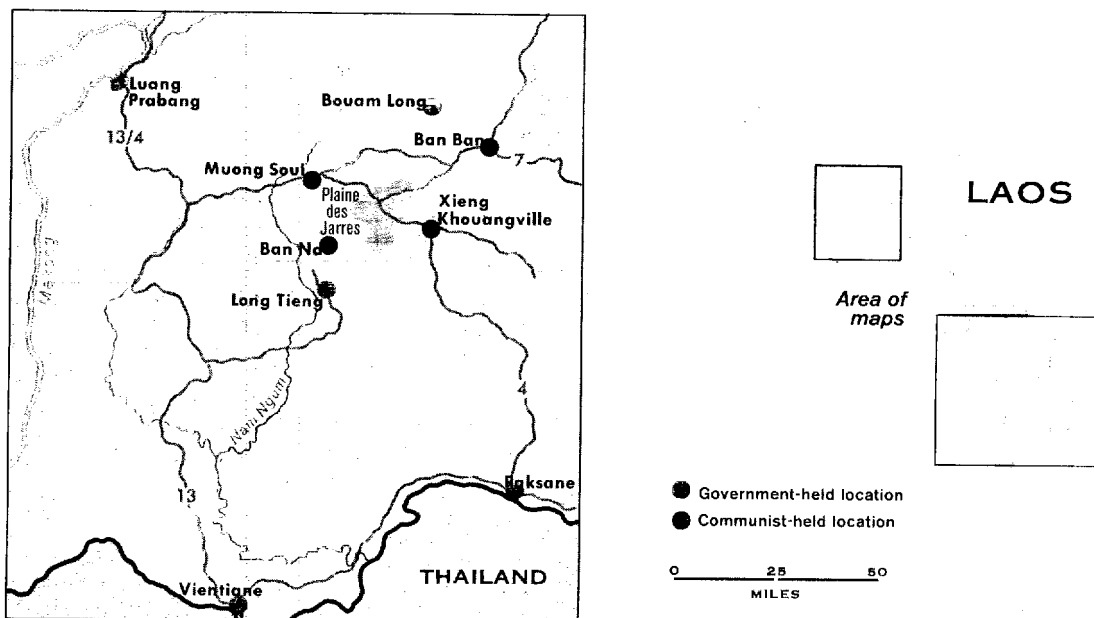 Luang
Prabang
13/4
Bouam Long
Ban Ban
7
Muong Soui
Plaine
des
Jarres
Xieng
Khouangville
Ban Na
Long Tieng
Mekong
Nam Ngum
4
13
Paksane
Vientiane
THAILAND
LAOS
Area of
maps
Government-held location
Communist-held location
0 25 50
MILES